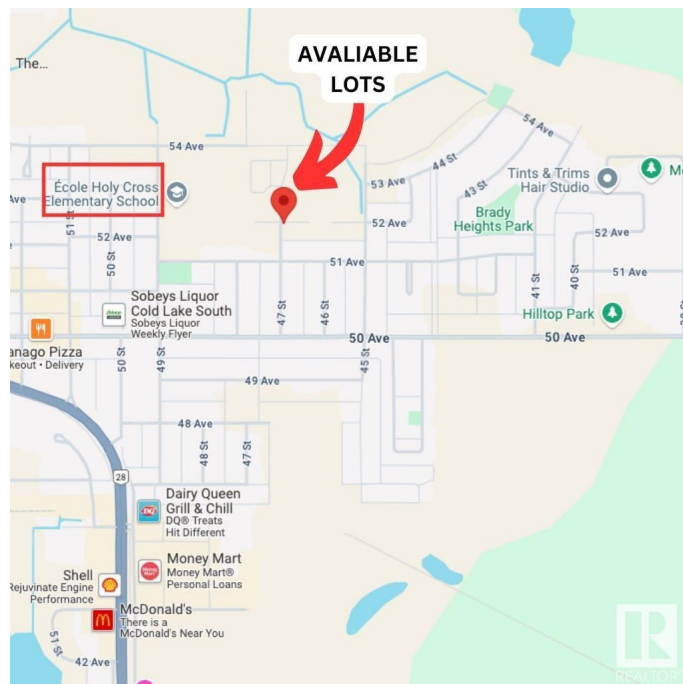 AVALIABLE
LOTS
The...
54 Ave
54 Ave
44 St
École Holy Cross
Elementary School
53 Ave
43 St
Tints & Trims
Hair Studio
Ave
51 St
52 Ave
52 Ave
Brady
Heights Park
52 Ave
50 St
51 Ave
41 St
40 St
51 Ave
Sobeys Liquor
Cold Lake South
Sobeys Liquor
Weekly Flyer
47 St
46 St
Hilltop Park
50 Ave
50 Ave
anago Pizza
keout • Delivery
50 St
49 St
45 St
49 Ave
48 Ave
48 St
47 St
28
Dairy Queen
Grill & Chill
DQ® Treats
Hit Different
Money Mart
Money Mart®
Personal Loans
Shell
Rejuvinate Engine
Performance
McDonald's
There is a
McDonald's Near You
51 St
42 Ave
R
REALTOR®